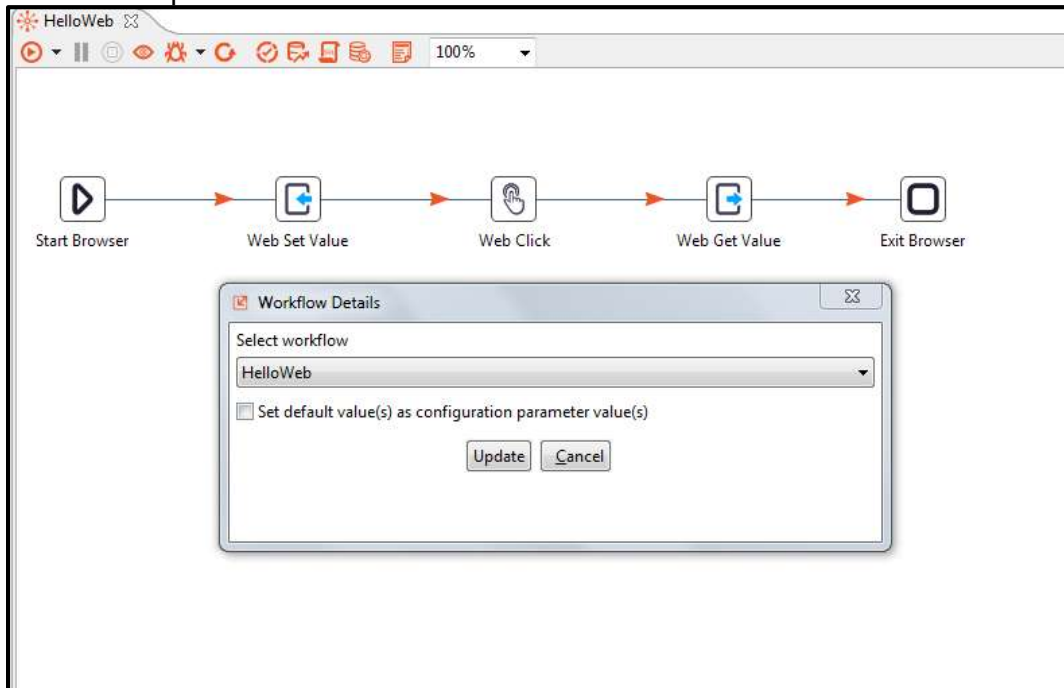 HelloWeb
100%
Start Browser
Web Set Value
Web Click
Web Get Value
Exit Browser
Workflow Details
Select workflow
HelloWeb
Set default value(s) as configuration parameter value(s)
Update
Cancel